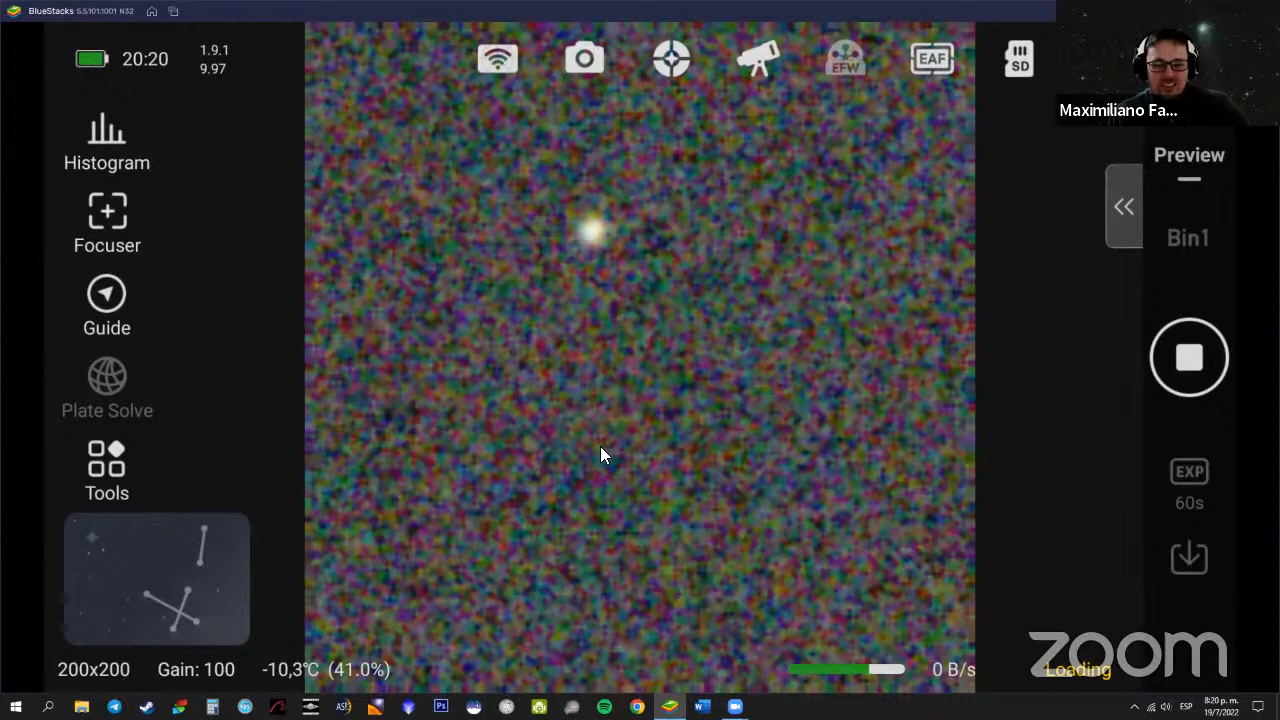 BlueStacks 5.5.101.1001 N32
20:20
1.9.1
9.97
EFW
EAF
SD
Maximiliano Fa...
Histogram
Preview
Focuser
Bin1
Guide
Plate Solve
EXP
Tools
60s
zoom
200x200 Gain: 100 -10,3°C (41.0%)
0 B/s
Loading
Ps
ESP
8:20 p. m.
19/7/2022